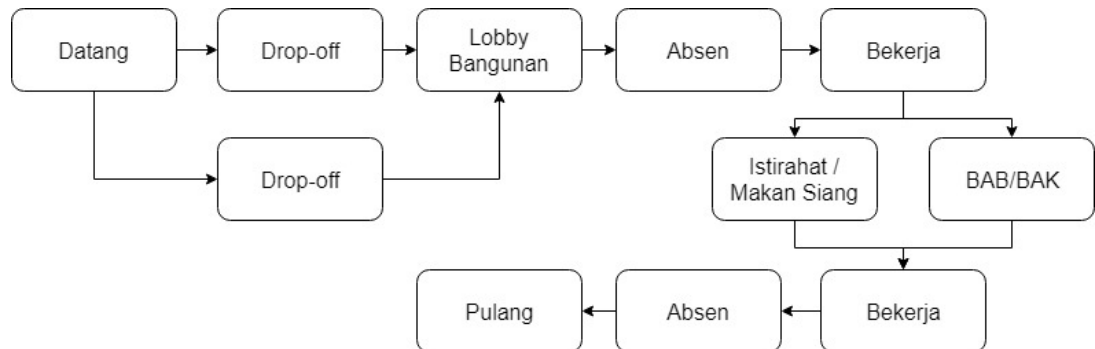 Datang
Drop-off
Lobby
Bangunan
Absen
Bekerja
Drop-off
Istirahat /
Makan Siang
BAB/BAK
Pulang
Absen
Bekerja